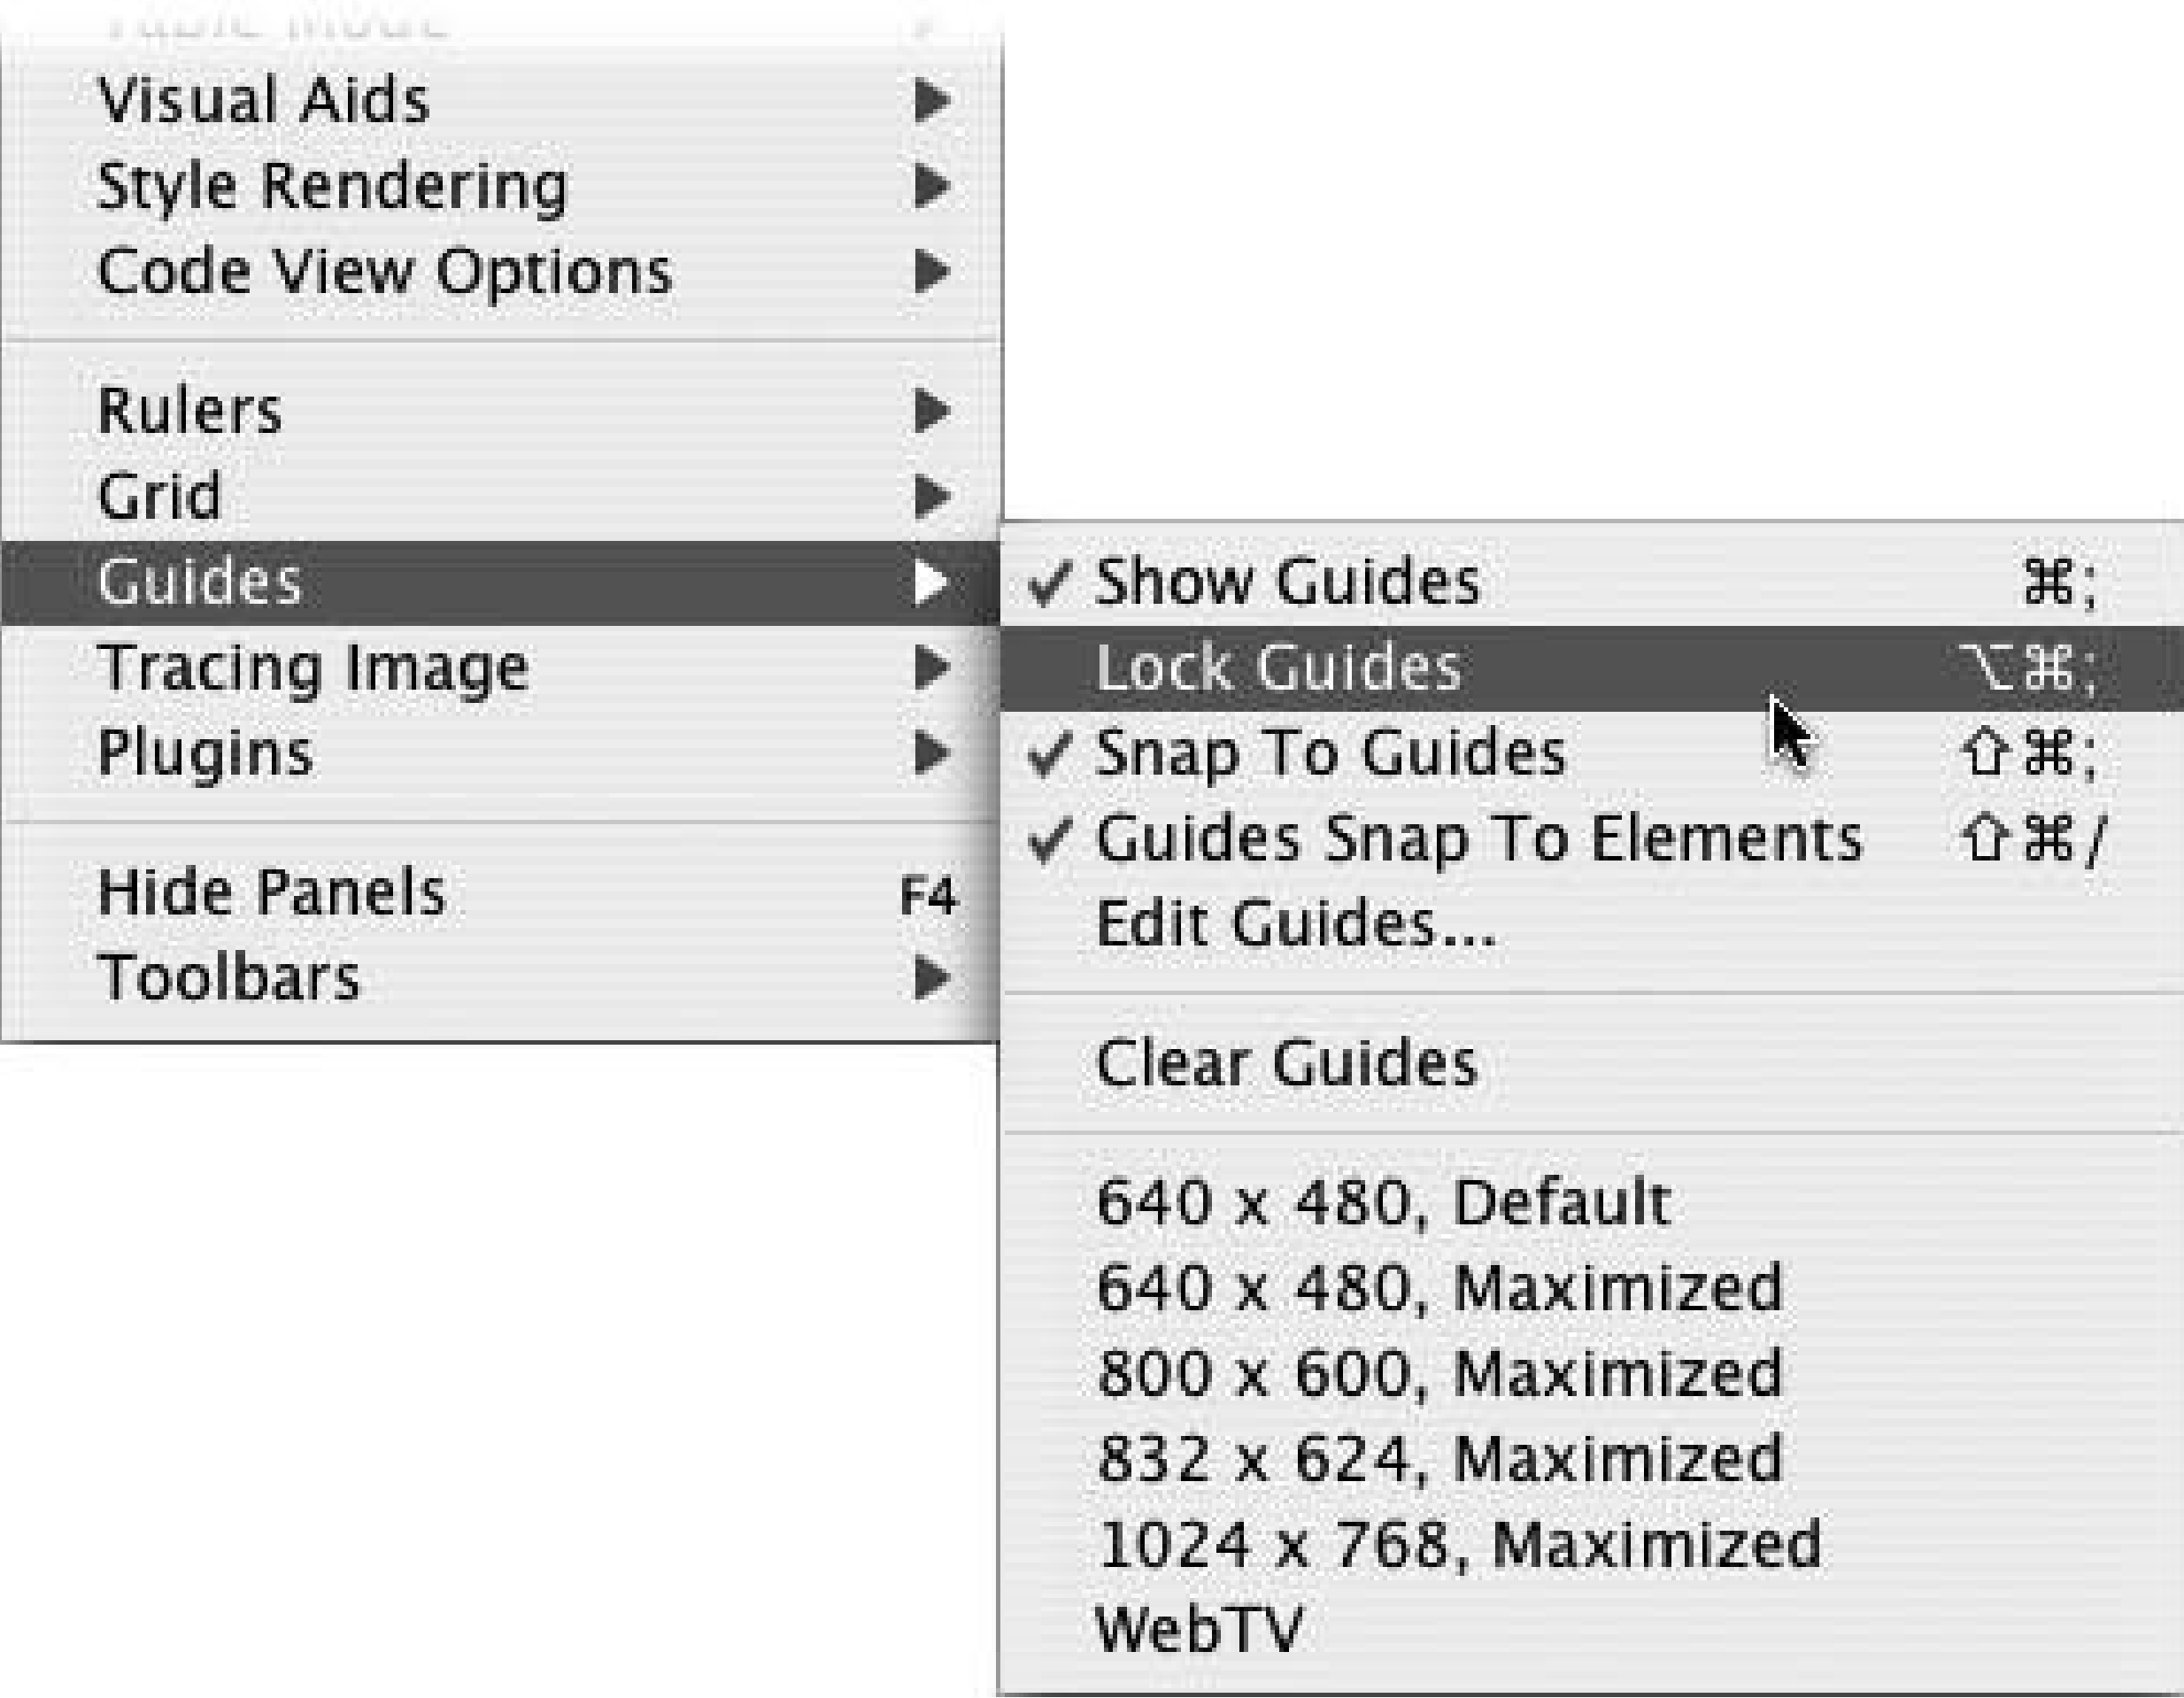 Visual Aids
Style Rendering
Code View Options
Rulers
Grid
Guides
Tracing Image
Plugins
Hide Panels F4
Toolbars
✓ Show Guides ⌘;
Lock Guides ⌥⌘;
✓ Snap To Guides ⇧⌘;
✓ Guides Snap To Elements ⇧⌘/
Edit Guides...
Clear Guides
640 x 480, Default
640 x 480, Maximized
800 x 600, Maximized
832 x 624, Maximized
1024 x 768, Maximized
WebTV